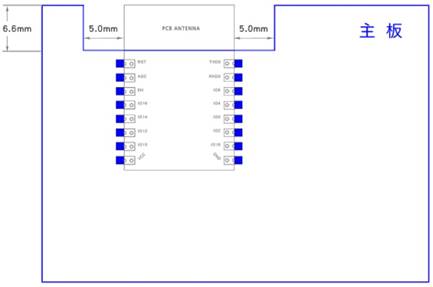 6.6mm
5.0mm
5.0mm
PCB ANTENNA
主 板
RST
TXD0
ADC
RXD0
EN
IO5
IO16
IO4
IO14
IO0
IO12
IO2
IO13
IO15
VCC
GND